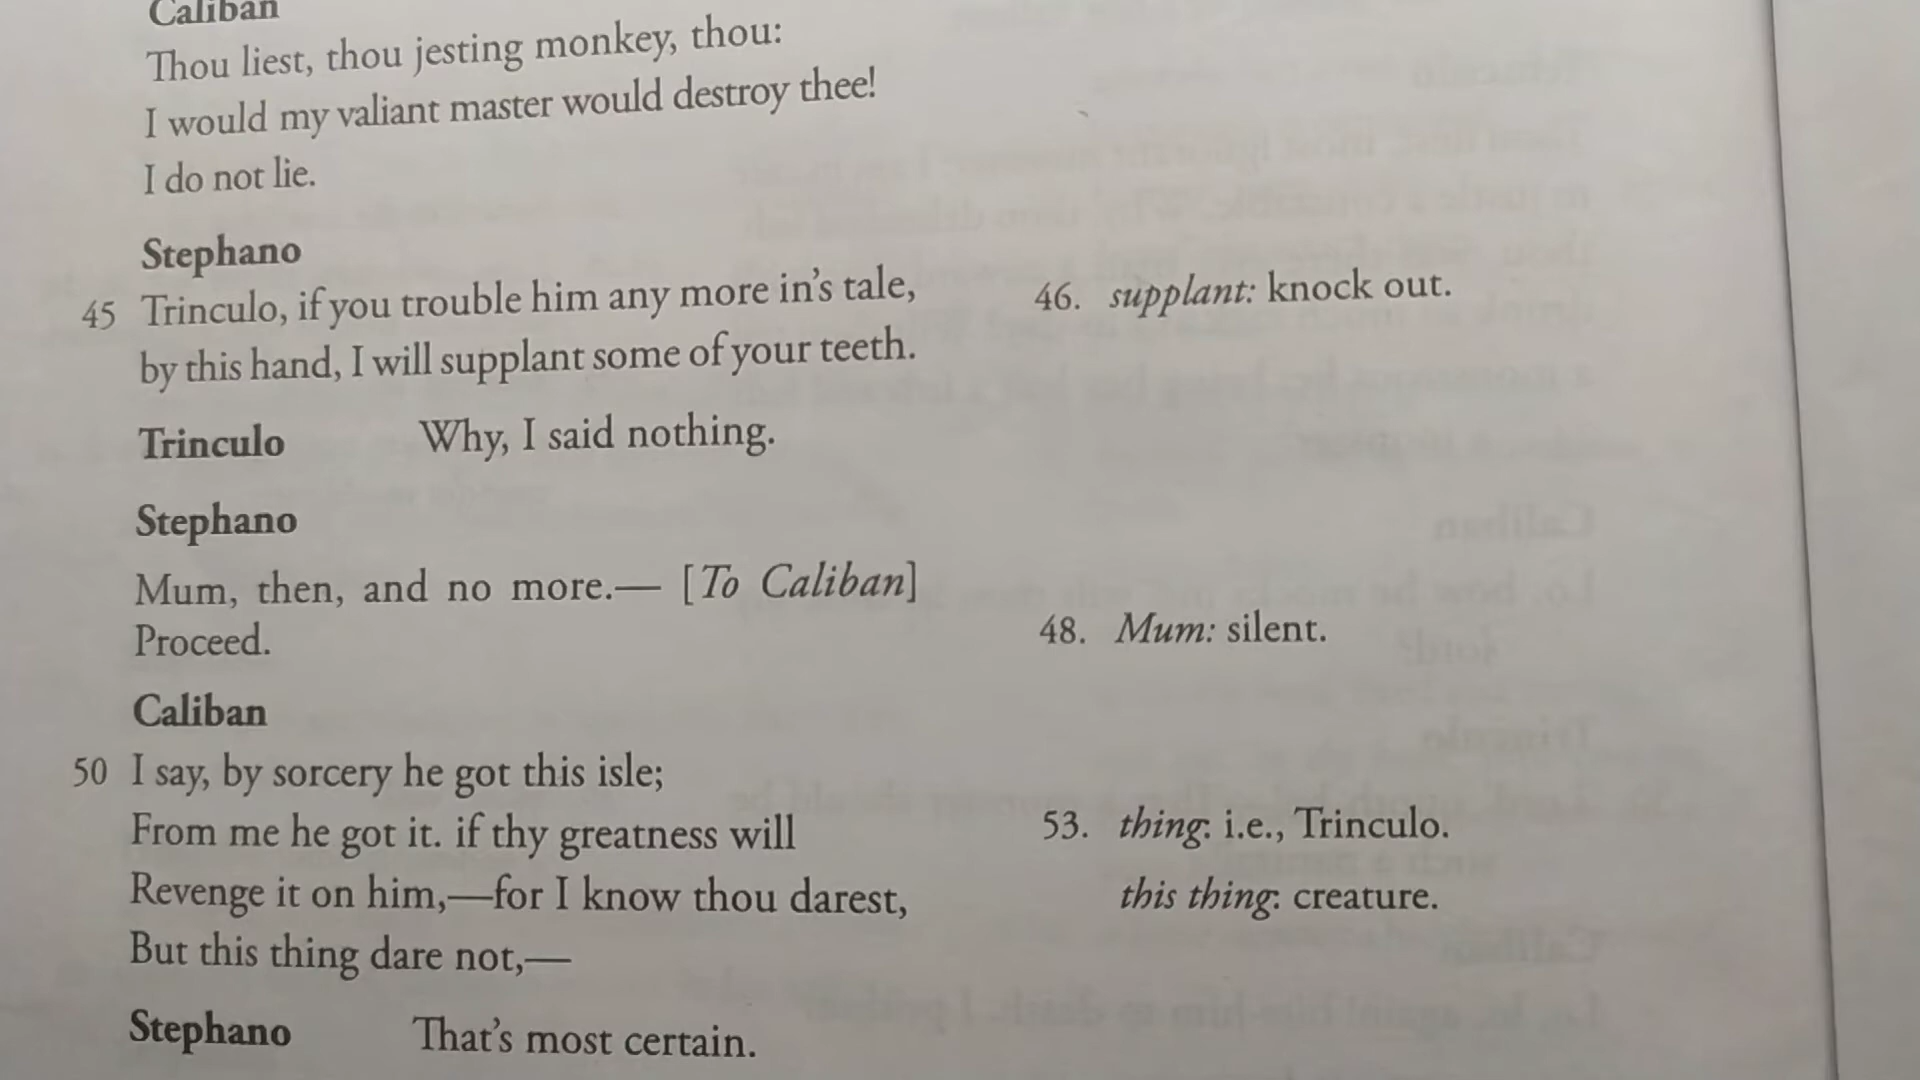 Caliban
Thou liest, thou jesting monkey, thou:
I would my valiant master would destroy thee!
I do not lie.
Stephano
45 Trinculo, if you trouble him any more in's tale,
by this hand, I will supplant some of your teeth.
46. supplant: knock out.
Trinculo Why, I said nothing.
Stephano
Mum, then, and no more.— [To Caliban]
Proceed.
48. Mum: silent.
Caliban
50 I say, by sorcery he got this isle;
From me he got it. if thy greatness will
Revenge it on him,—for I know thou darest,
But this thing dare not,—
53. thing: i.e., Trinculo.
this thing: creature.
Stephano That's most certain.